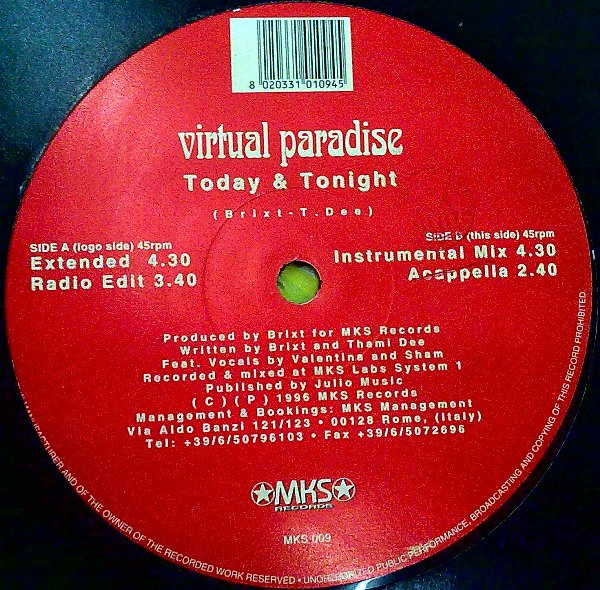 8 020331 010945
virtual paradise
Today & Tonight
(Brixt-T.Dee)
SIDE A (logo side) 45rpm
Extended 4.30
Radio Edit 3.40
SIDE B (this side) 45rpm
Instrumental Mix 4.30
Acappella 2.40
Produced by Brixt for MKS Records
Written by Brixt and Thami Dee
Feat. Vocals by Valentina and Sham
Recorded & mixed at MKS Labs System 1
Published by Julio Music
( C ) ( P ) 1996 MKS Records
Management & Bookings: MKS Management
Via Aldo Banzi 121/123 • 00128 Rome, (Italy)
Tel: +39/6/50796103 • Fax +39/6/5072696
MKS
RECORDS
MKS 009
MANUFACTURER AND OF THE OWNER OF THE RECORDED WORK RESERVED • UNAUTHORIZED PUBLIC PERFORMANCE, BROADCASTING AND COPYING OF THIS RECORD PROHIBITED